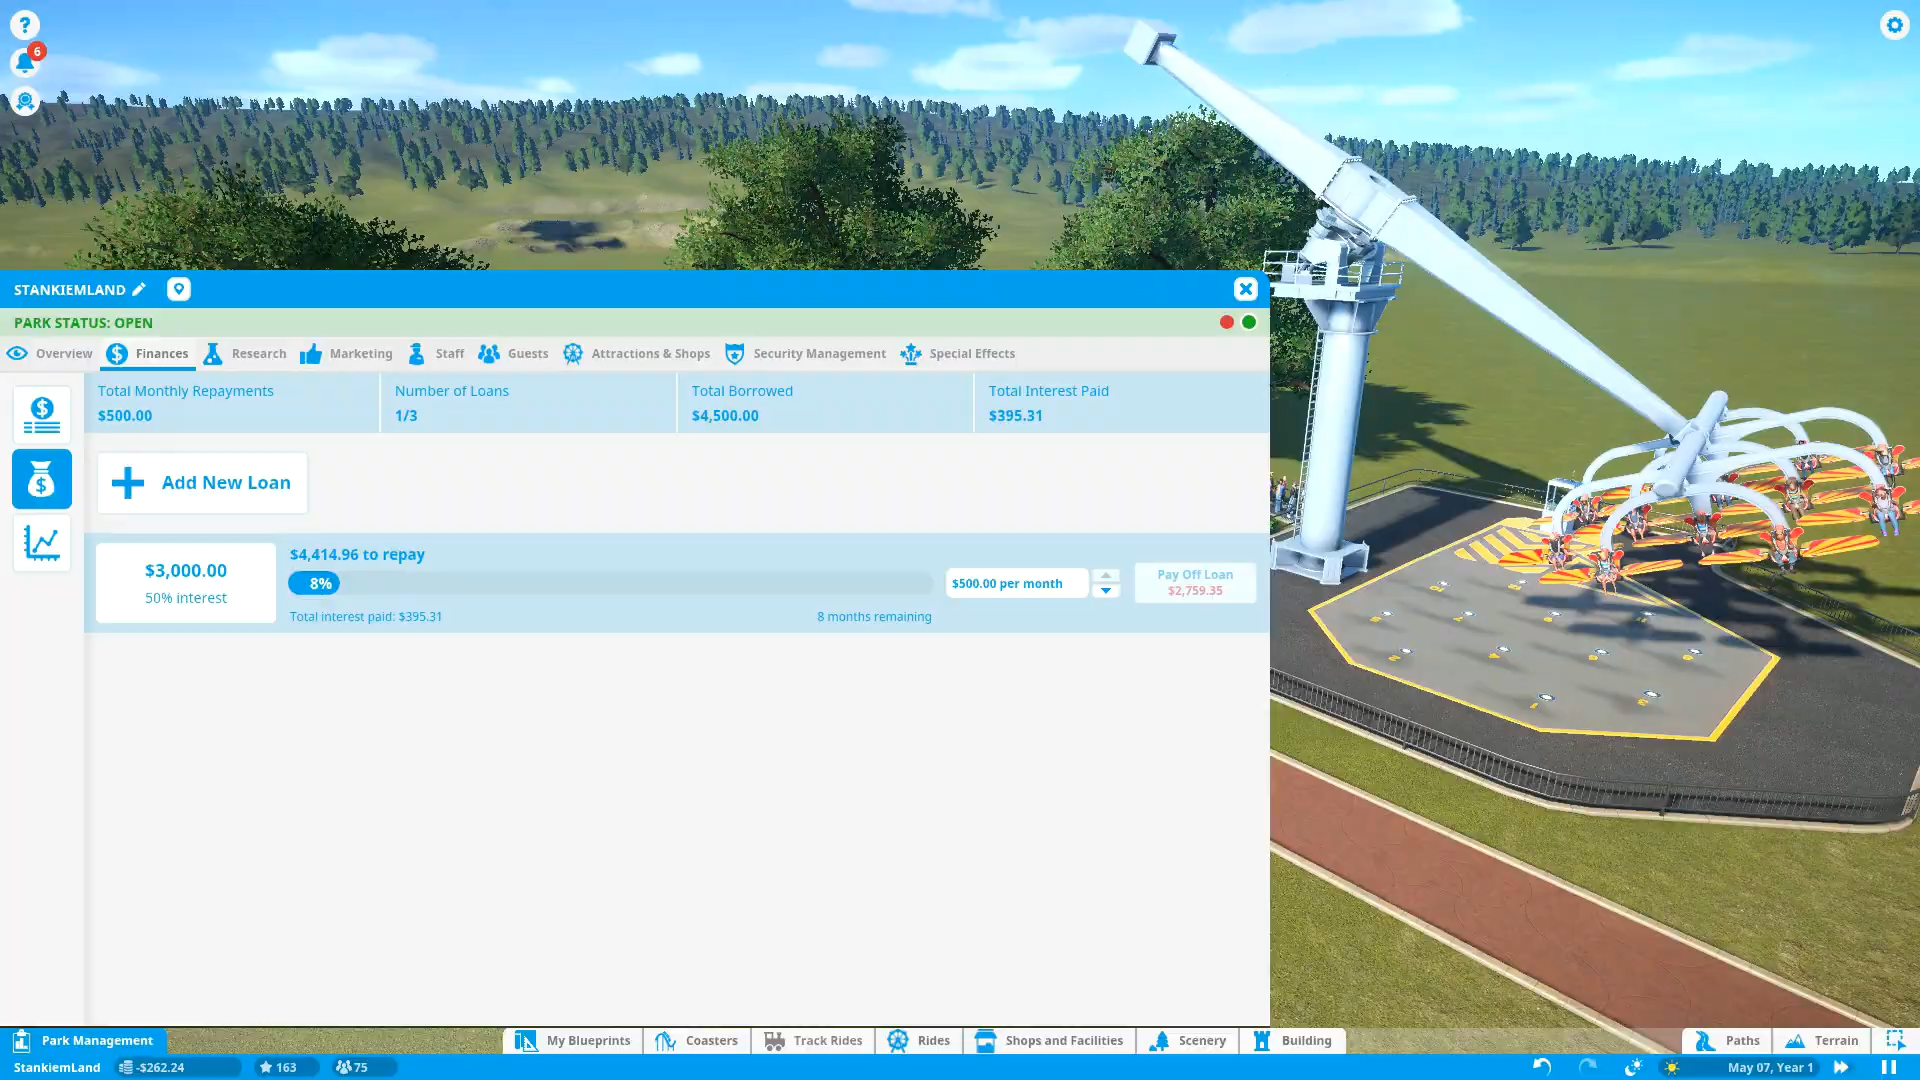 ?
6
STANKIEMLAND
PARK STATUS: OPEN
Overview
Finances
Research
Marketing
Staff
Guests
Attractions & Shops
Security Management
Special Effects
Total Monthly Repayments
$500.00
Number of Loans
1/3
Total Borrowed
$4,500.00
Total Interest Paid
$395.31
Add New Loan
$3,000.00
50% interest
$4,414.96 to repay
8%
Total interest paid: $395.31
8 months remaining
$500.00 per month
Pay Off Loan
$2,759.35
Park Management
My Blueprints
Coasters
Track Rides
Rides
Shops and Facilities
Scenery
Building
Paths
Terrain
StankiemLand
-$262.24
163
75
May 07, Year 1